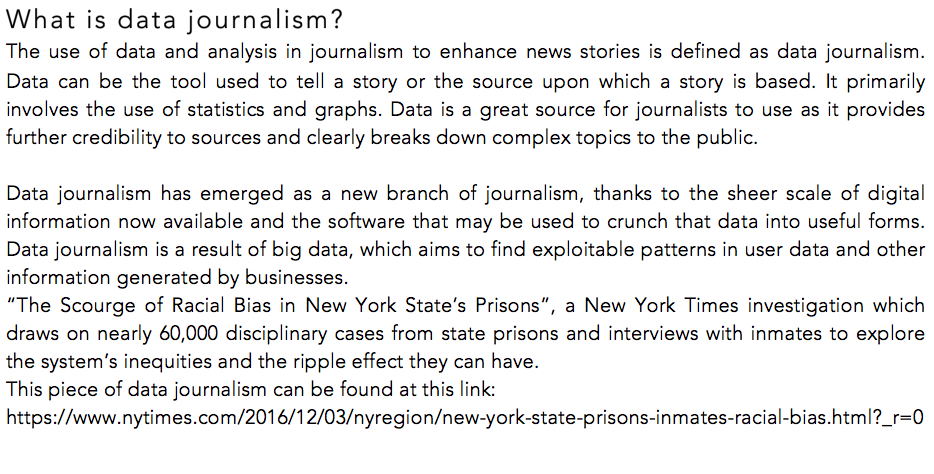 What is data journalism?
The use of data and analysis in journalism to enhance news stories is defined as data journalism.
Data can be the tool used to tell a story or the source upon which a story is based. It primarily
involves the use of statistics and graphs. Data is a great source for journalists to use as it provides
further credibility to sources and clearly breaks down complex topics to the public.
Data journalism has emerged as a new branch of journalism, thanks to the sheer scale of digital
information now available and the software that may be used to crunch that data into useful forms.
Data journalism is a result of big data, which aims to find exploitable patterns in user data and other
information generated by businesses.
“The Scourge of Racial Bias in New York State’s Prisons”, a New York Times investigation which
draws on nearly 60,000 disciplinary cases from state prisons and interviews with inmates to explore
the system’s inequities and the ripple effect they can have.
This piece of data journalism can be found at this link:
https://www.nytimes.com/2016/12/03/nyregion/new-york-state-prisons-inmates-racial-bias.html?_r=0